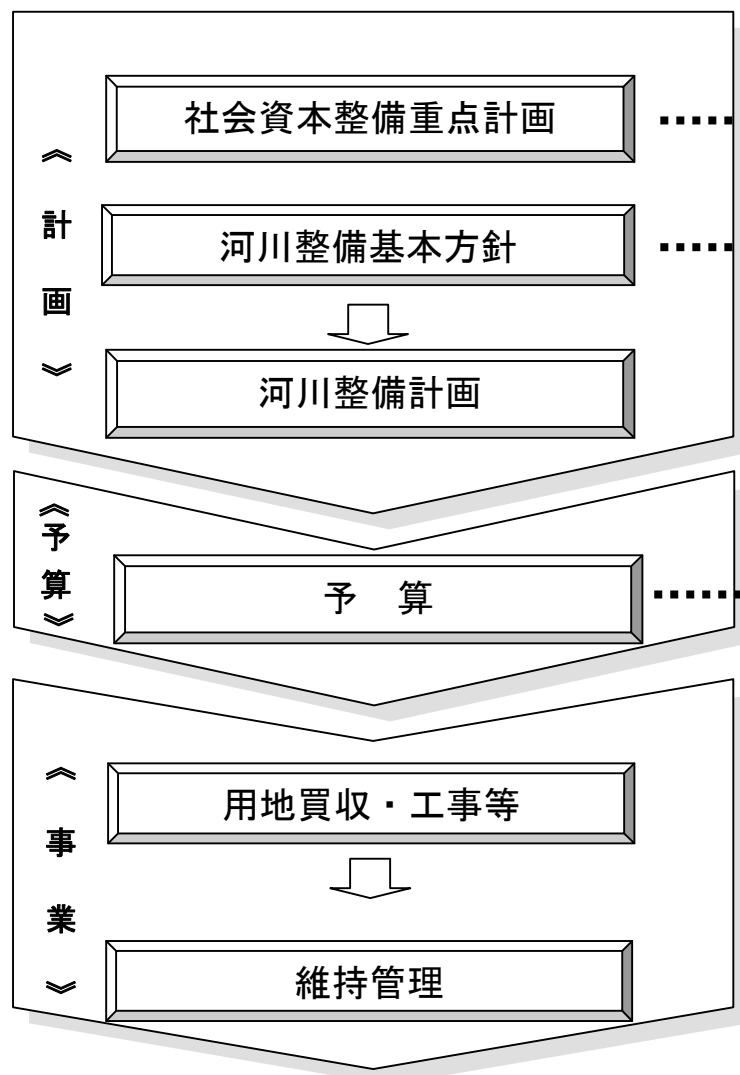 《計画》
社会資本整備重点計画
河川整備基本方針
河川整備計画
《予算》
予　算
《事業》
用地買収・工事等
維持管理